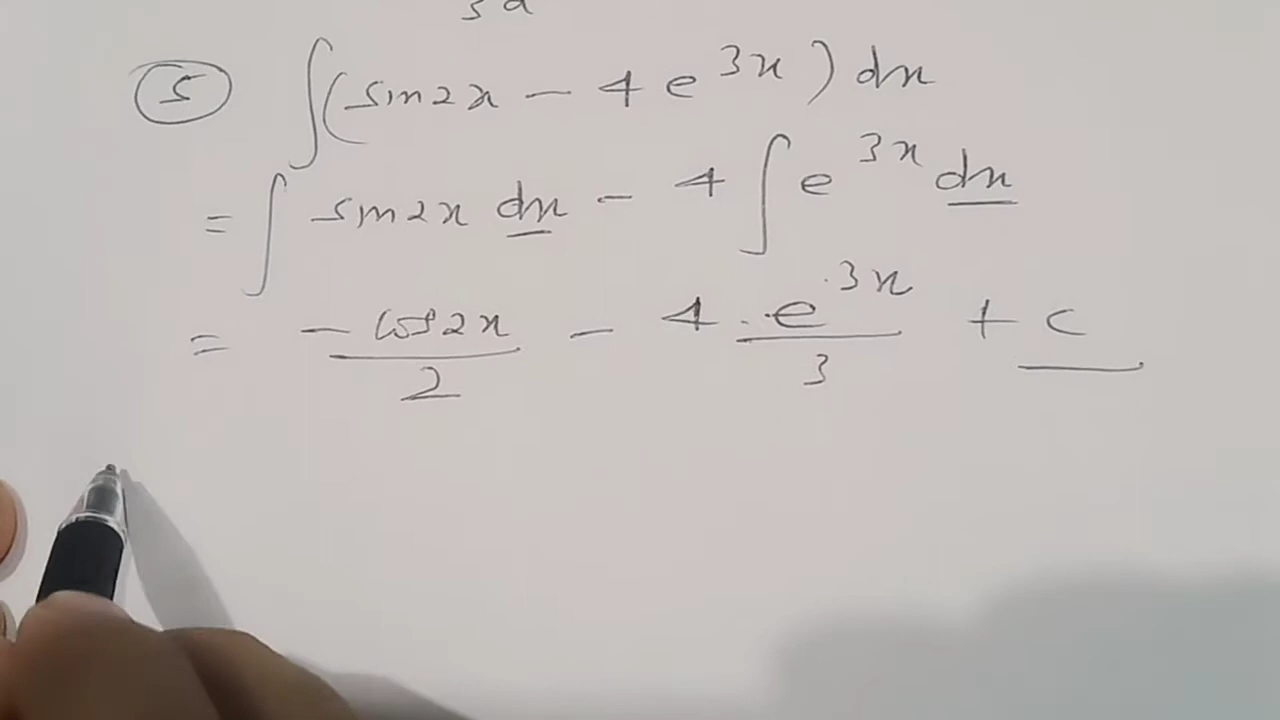 ⑤ ∫(sin2x - 4e^{3x}) dx
= ∫ sin2x dx - 4 ∫ e^{3x} dx
= -cos2x/2 - 4 · e^{3x}/3 + c